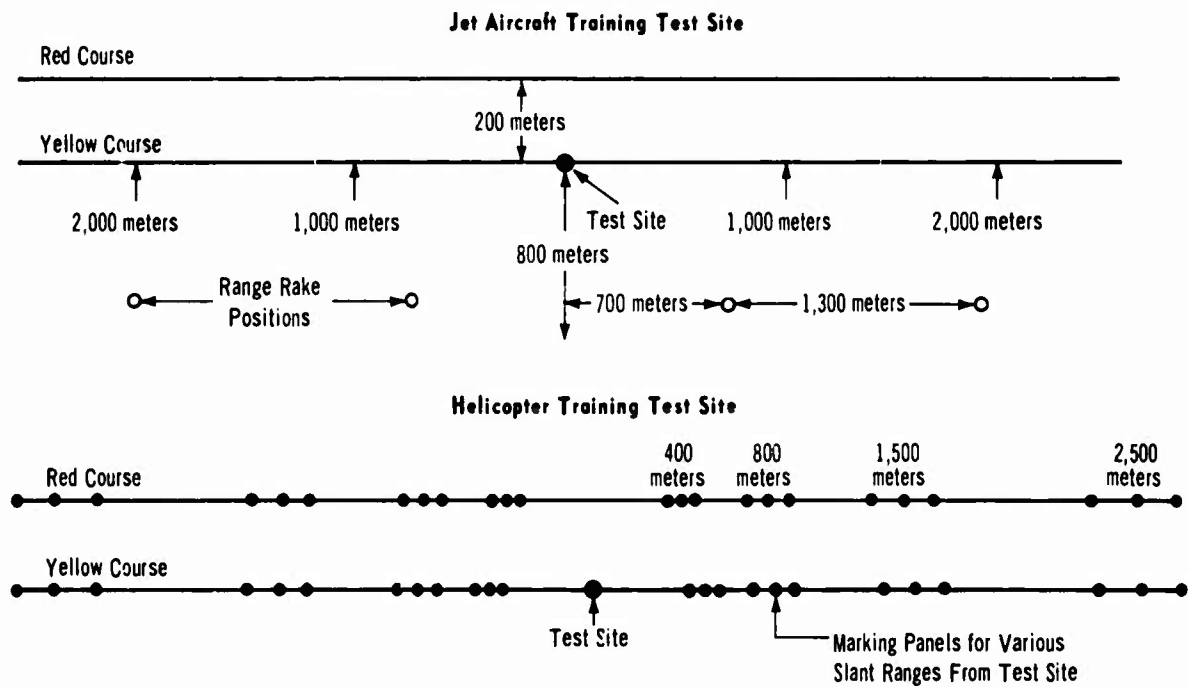 Jet Aircraft Training Test Site
Red Course
200 meters
Yellow Course
2,000 meters
1,000 meters
Test Site
1,000 meters
2,000 meters
800 meters
Range Rake
Positions
700 meters
1,300 meters
Helicopter Training Test Site
400
meters
800
meters
1,500
meters
2,500
meters
Red Course
Yellow Course
Test Site
Marking Panels for Various
Slant Ranges From Test Site